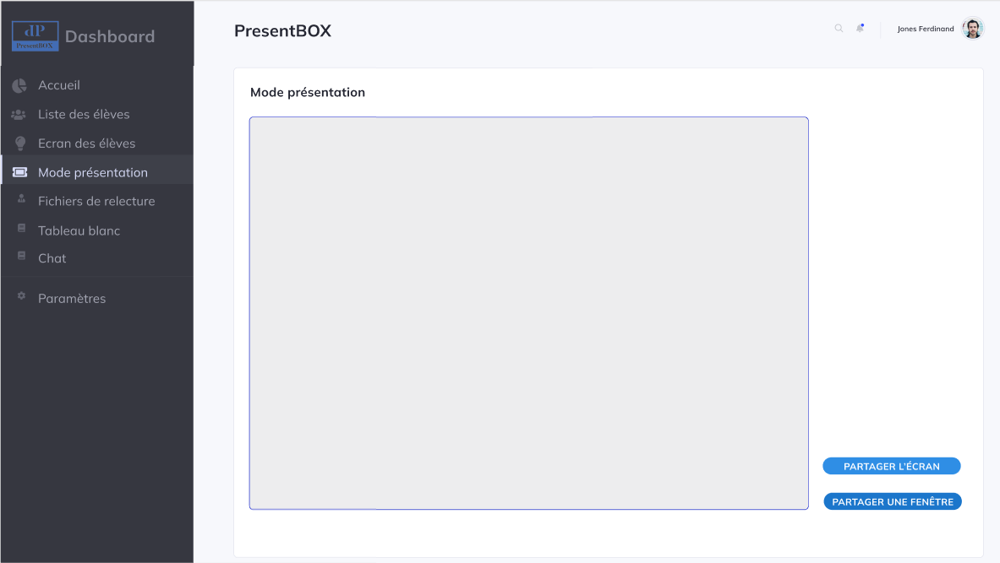 dP
PresentBOX
Dashboard
Accueil
Liste des élèves
Ecran des élèves
Mode présentation
Fichiers de relecture
Tableau blanc
Chat
Paramètres
PresentBOX
Jones Ferdinand
Mode présentation
PARTAGER L'ÉCRAN
PARTAGER UNE FENÊTRE